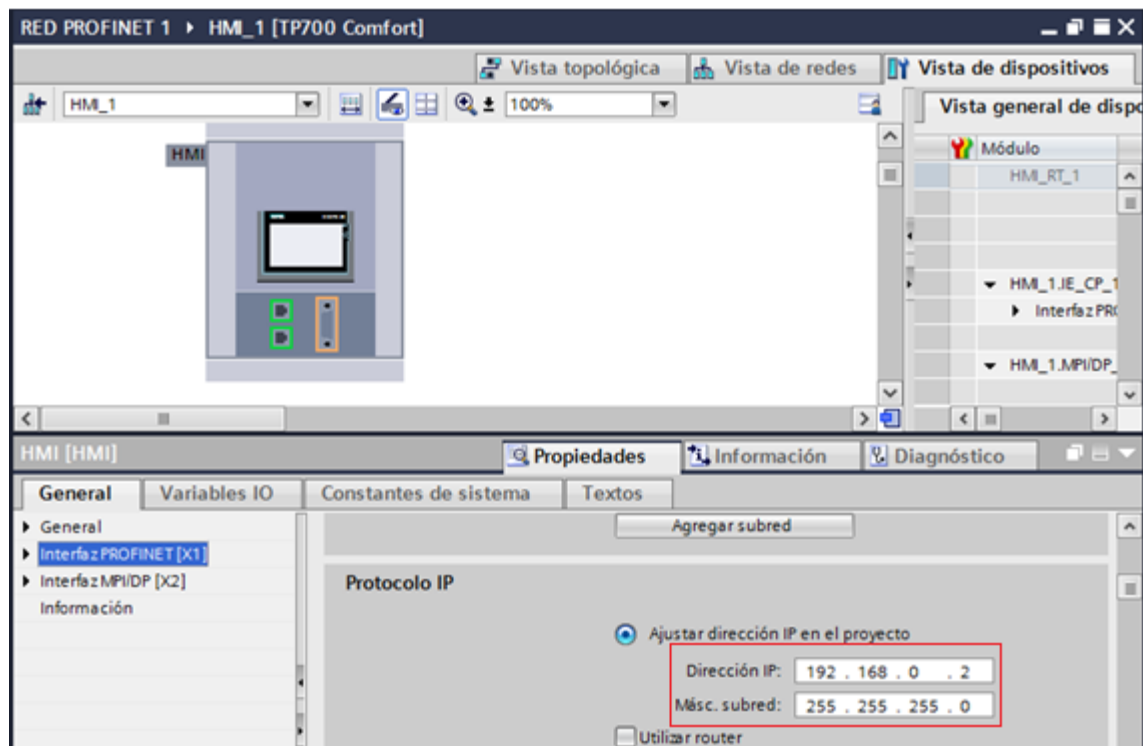 RED PROFINET 1 ▸ HMI_1 [TP700 Comfort]
Vista topológica
Vista de redes
Vista de dispositivos
HMI_1
100%
Vista general de dispo
HMI
Módulo
HMI_RT_1
HMI_1.IE_CP_1
Interfaz PRO
HMI_1.MPI/DP_
HMI [HMI]
Propiedades
Información
Diagnóstico
General
Variables IO
Constantes de sistema
Textos
General
Interfaz PROFINET [X1]
Interfaz MPI/DP [X2]
Información
Agregar subred
Protocolo IP
Ajustar dirección IP en el proyecto
Dirección IP: 192 . 168 . 0 . 2
Másc. subred: 255 . 255 . 255 . 0
Utilizar router